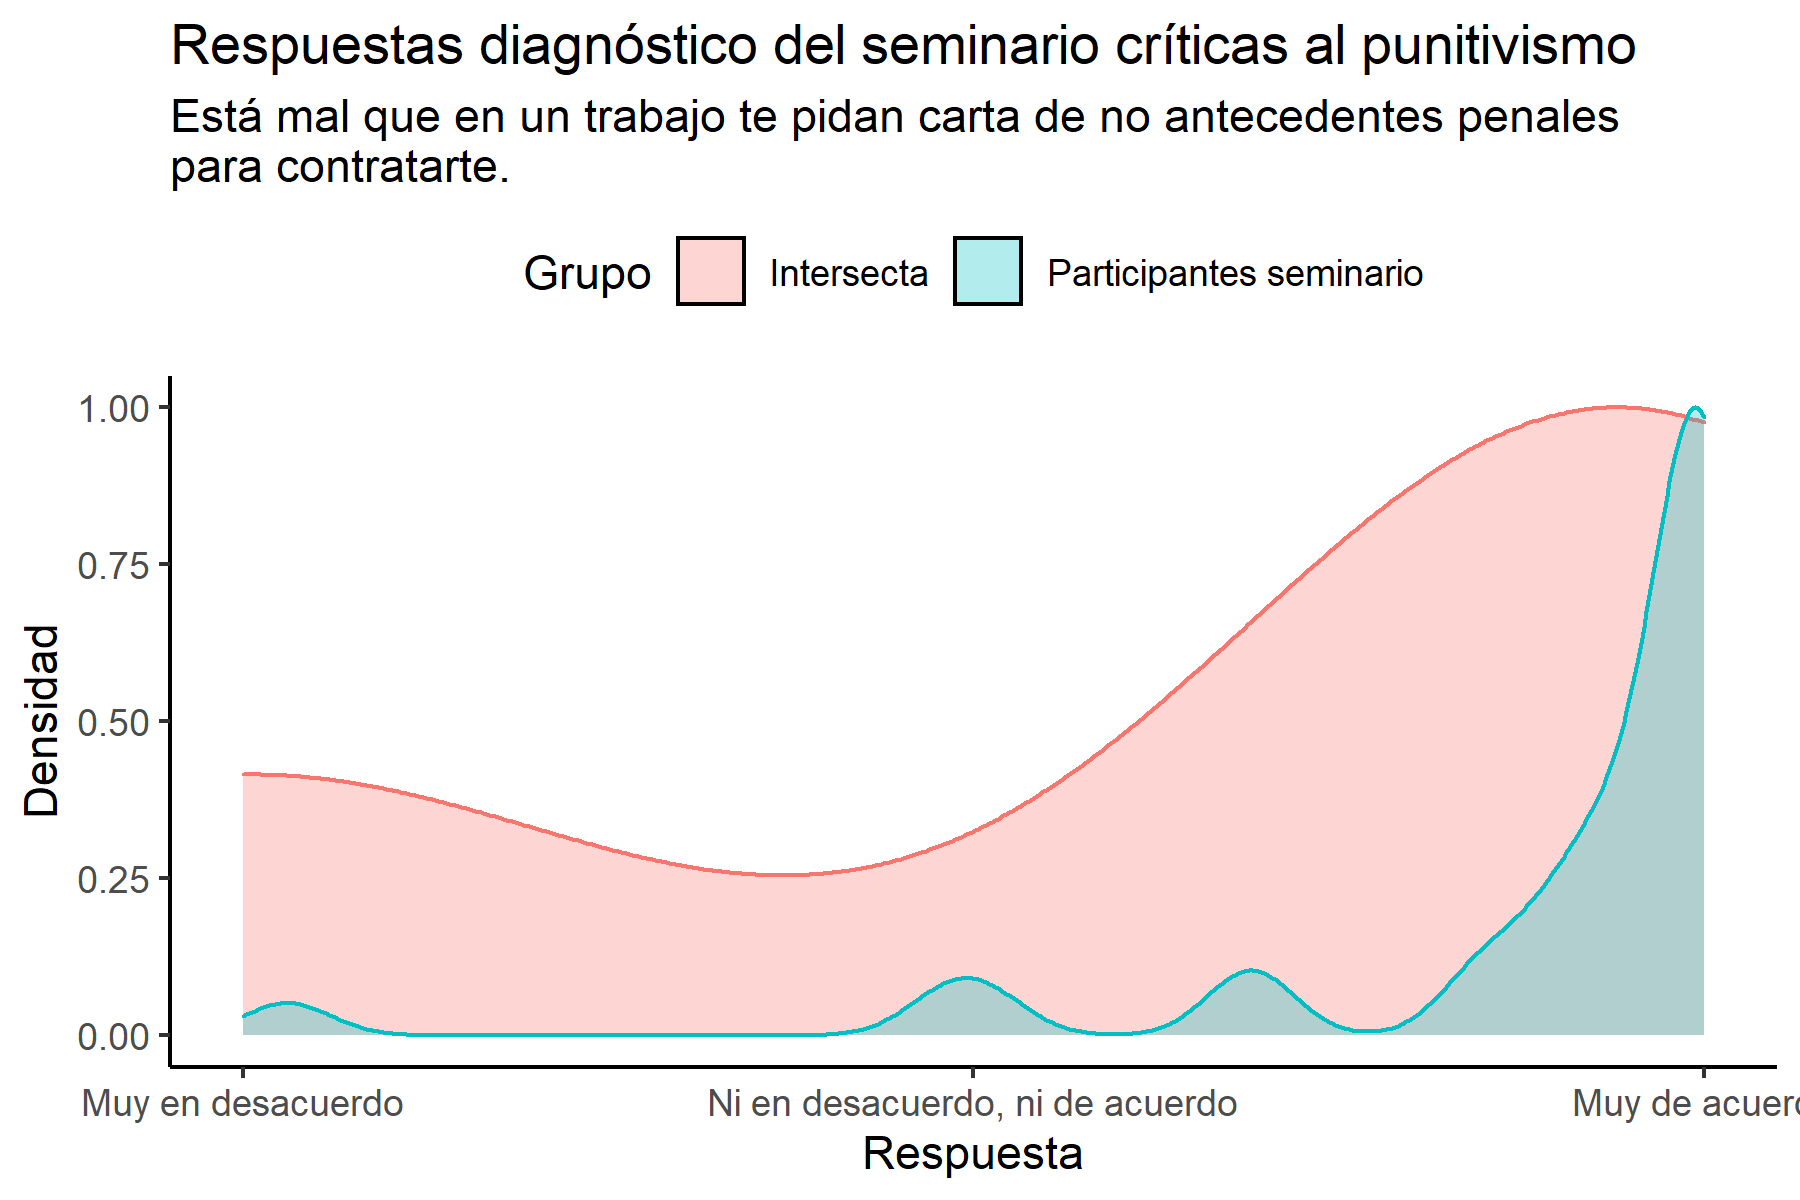 Respuestas diagnóstico del seminario críticas al punitivismo
Está mal que en un trabajo te pidan carta de no antecedentes penales
para contratarte.
Grupo Intersecta Participantes seminario
Densidad
1.00
0.75
0.50
0.25
0.00
Muy en desacuerdo Ni en desacuerdo, ni de acuerdo Muy de acuer
Respuesta